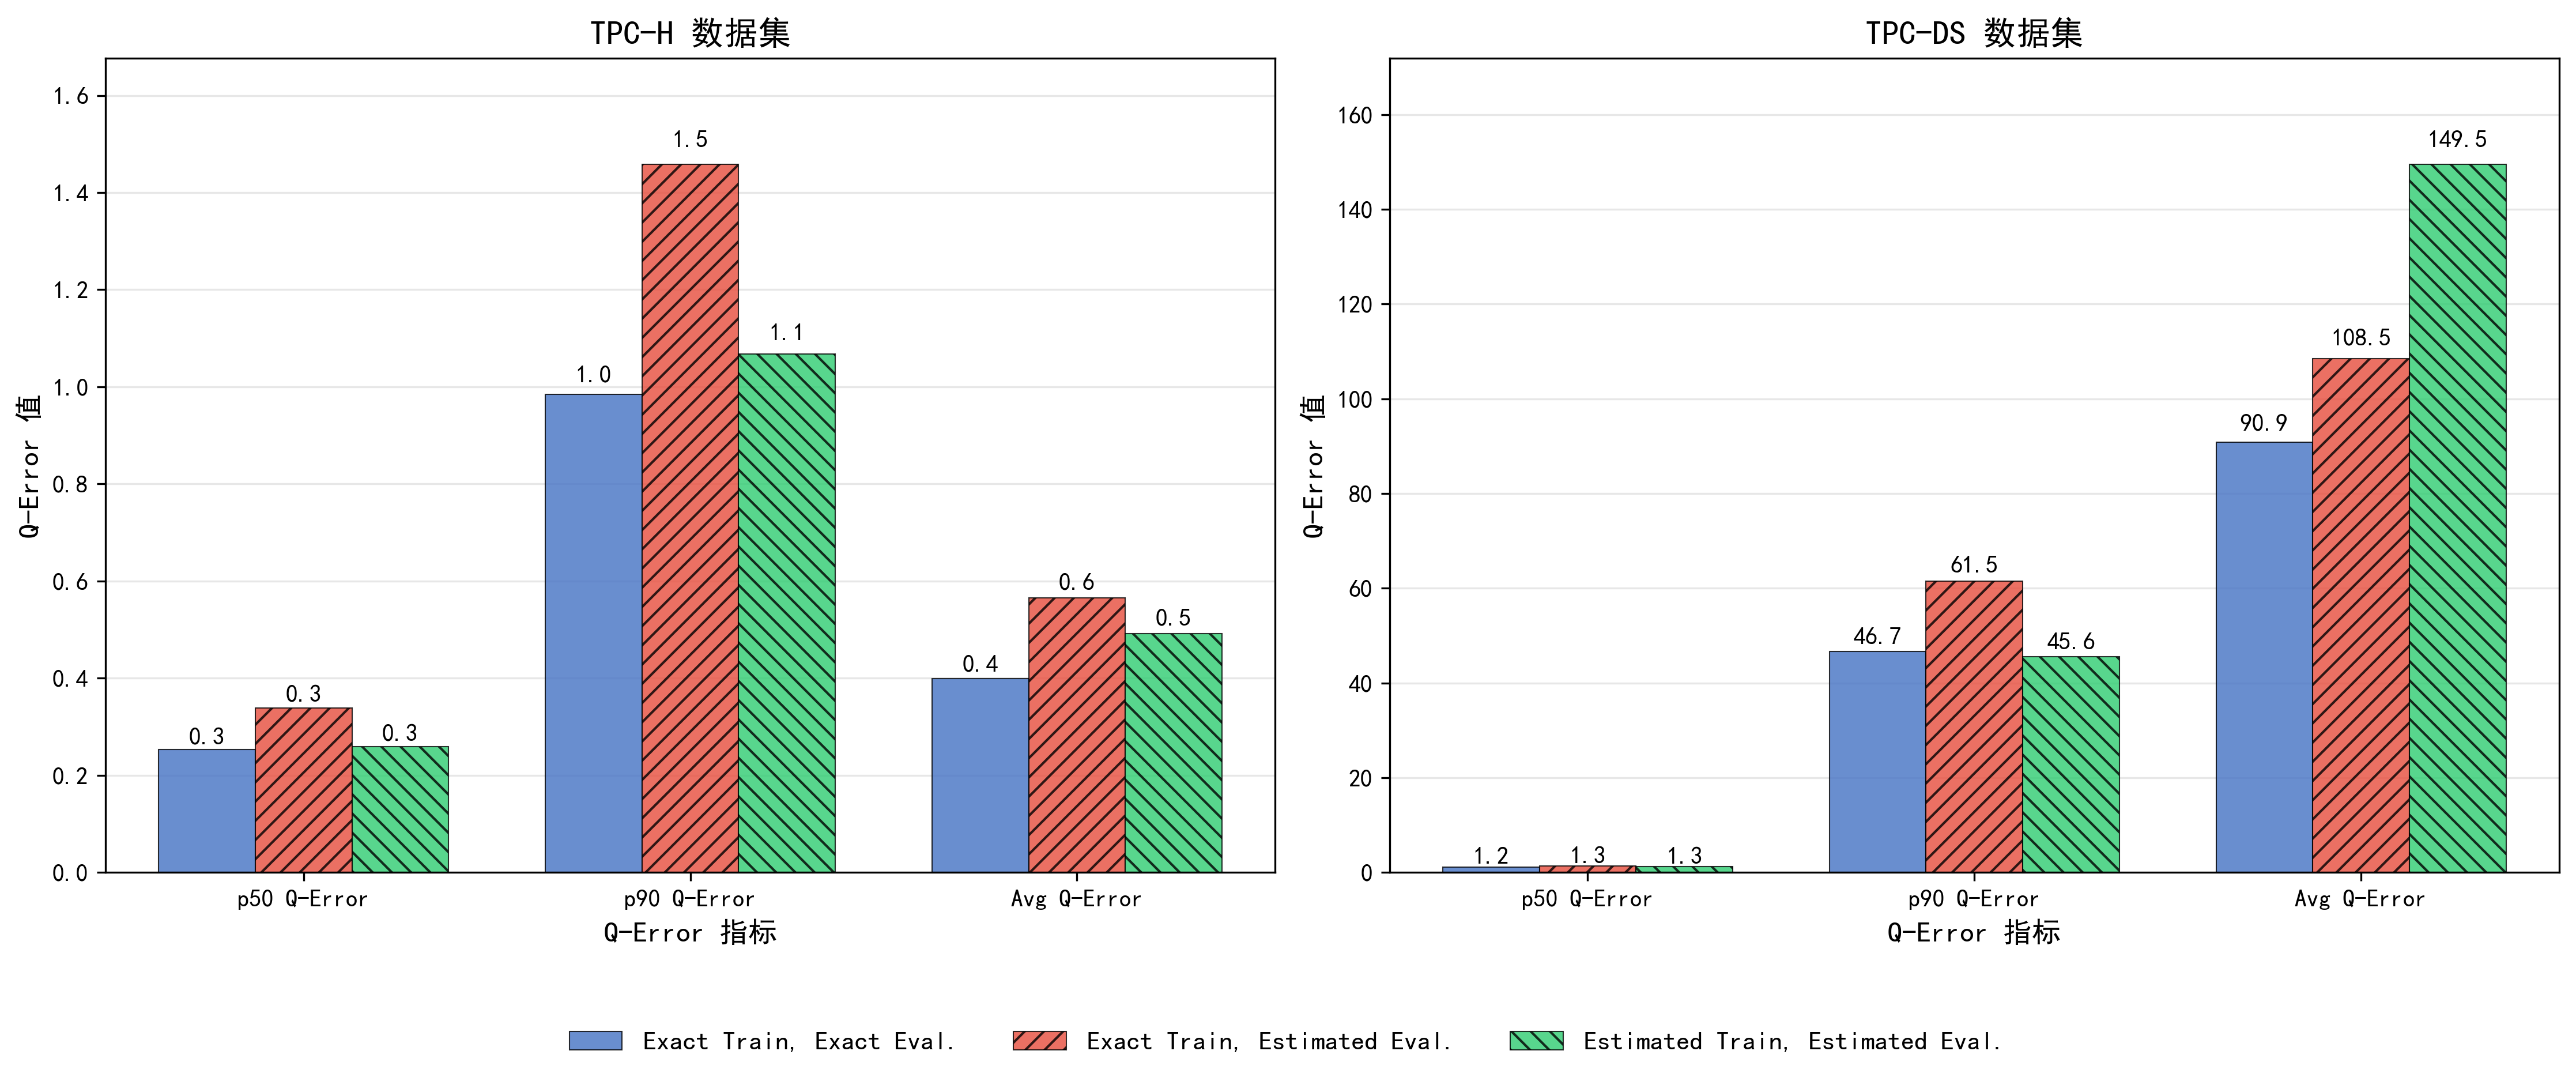 TPC-H 数据集
Q-Error 值
1.6
1.4
1.2
1.0
0.8
0.6
0.4
0.2
0.0
0.3
0.3
0.3
1.0
1.5
1.1
0.4
0.6
0.5
p50 Q-Error
p90 Q-Error
Avg Q-Error
Q-Error 指标
TPC-DS 数据集
Q-Error 值
160
140
120
100
80
60
40
20
0
1.2
1.3
1.3
46.7
61.5
45.6
90.9
108.5
149.5
p50 Q-Error
p90 Q-Error
Avg Q-Error
Q-Error 指标
Exact Train, Exact Eval.
Exact Train, Estimated Eval.
Estimated Train, Estimated Eval.